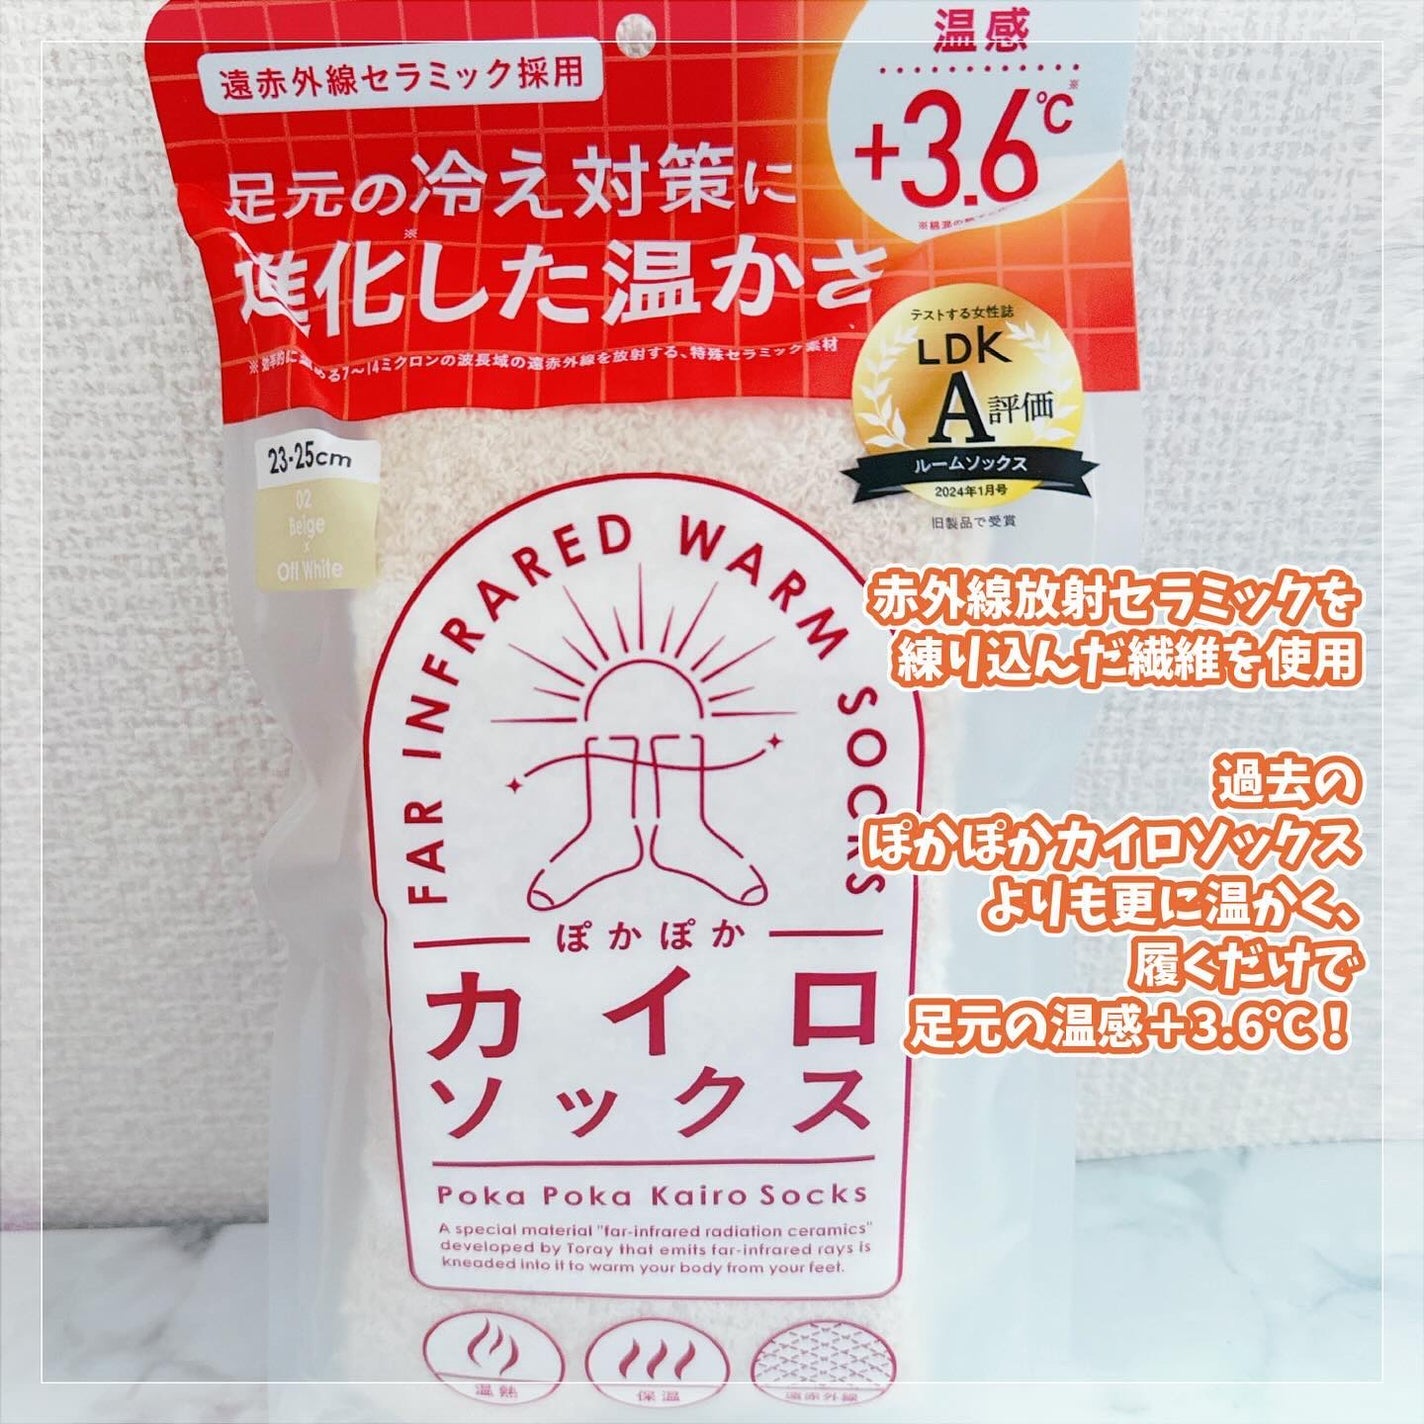 遠赤外線セラミック採用
温感
+3.6℃※
足元の冷え対策に
進化した温かさ
テストする女性誌
LDK
A評価
ルームソックス
2024年1月号
旧製品で受賞
23-25cm
02
Beige
×
Off White
FAR INFRARED WARM SOCKS
赤外線放射セラミックを
練り込んだ繊維を使用
過去の
ぽかぽかカイロソックス
よりも更に温かく、
履くだけで
足元の温感＋3.6℃！
ぽかぽか
カイロ
ソックス
Poka Poka Kairo Socks
A special material "far-infrared radiation ceramics"
developed by Toray that emits far-infrared rays is
kneaded into it to warm your body from your feet.
温熱
保温
遠赤外線